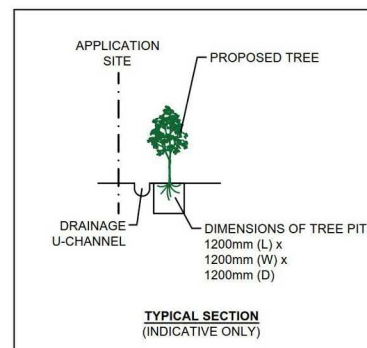 APPLICATION
SITE
PROPOSED TREE
DRAINAGE
U-CHANNEL
DIMENSIONS OF TREE PIT
1200mm (L) x
1200mm (W) x
1200mm (D)
TYPICAL SECTION
(INDICATIVE ONLY)